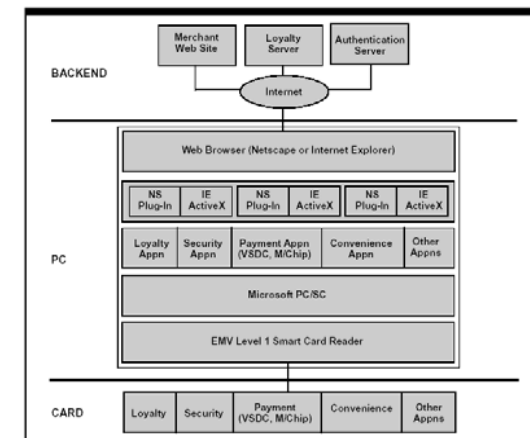 Merchant
Web Site
Loyalty
Server
Authentication
Server
BACKEND
Internet
Web Browser (Netscape or Internet Explorer)
NS
Plug-In
IE
ActiveX
NS
Plug-In
IE
ActiveX
NS
Plug-In
IE
ActiveX
PC
Loyalty
Appn
Security
Appn
Payment Appn
(VSDC, M/Chip)
Convenience
Appn
Other
Appns
Microsoft PC/SC
EMV Level 1 Smart Card Reader
CARD
Loyalty
Security
Payment
(VSDC, M/Chip)
Convenience
Other
Appns